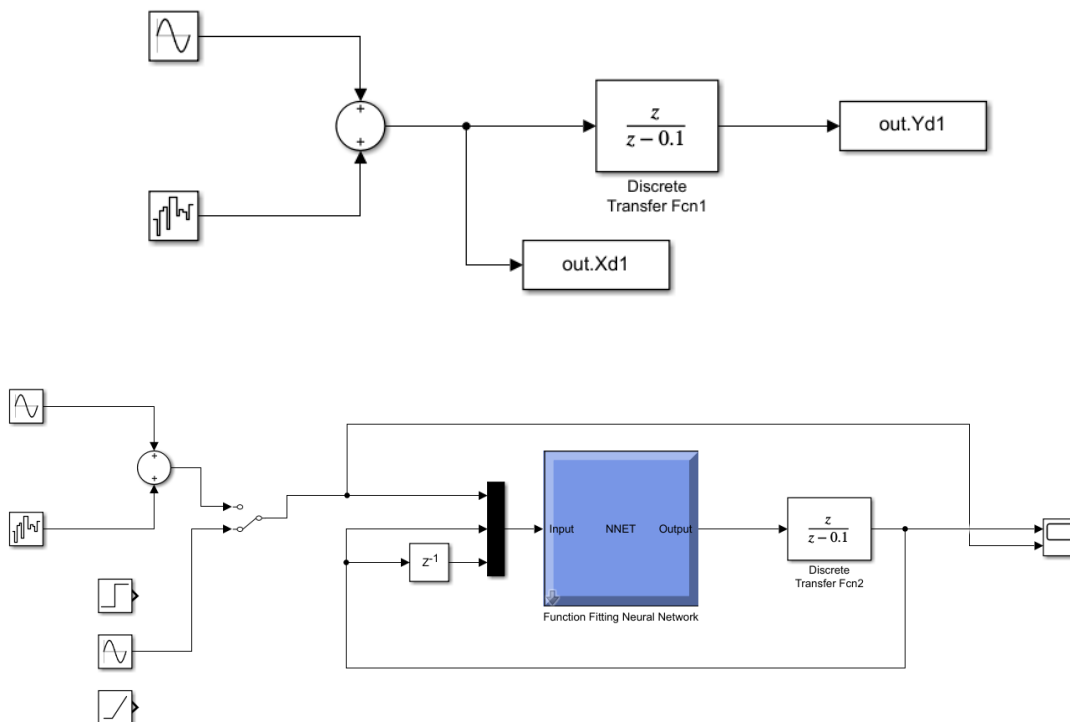 +
+
z
z − 0.1
out.Yd1
Discrete
Transfer Fcn1
out.Xd1
+
+
Input
NNET
Output
z
z − 0.1
Z-1
Discrete
Transfer Fcn2
Function Fitting Neural Network